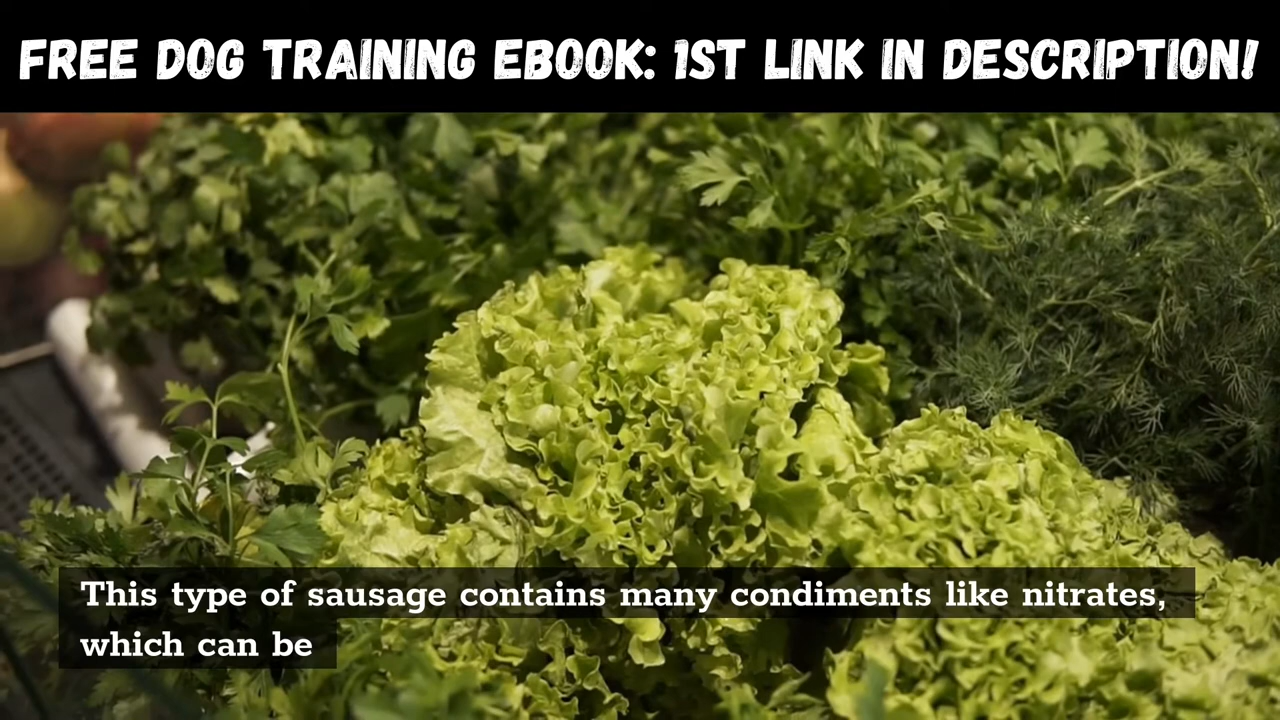 FREE DOG TRAINING EBOOK: 1ST LINK IN DESCRIPTION!
This type of sausage contains many condiments like nitrates,
which can be